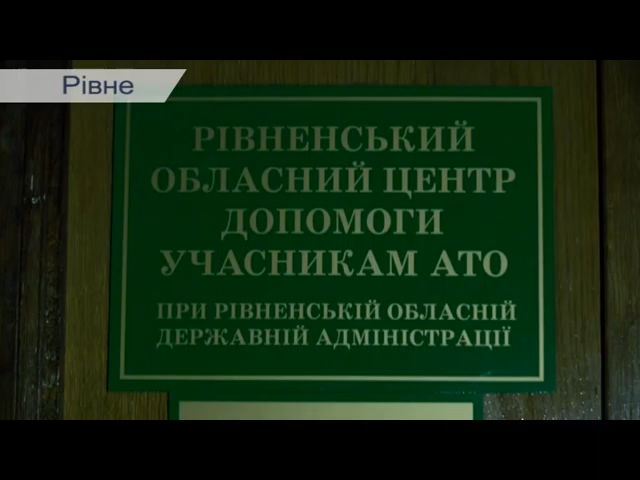 Рівне
РІВНЕНСЬКИЙ
ОБЛАСНИЙ ЦЕНТР
ДОПОМОГИ
УЧАСНИКАМ АТО
ПРИ РІВНЕНСЬКІЙ ОБЛАСНІЙ
ДЕРЖАВНІЙ АДМІНІСТРАЦІЇ